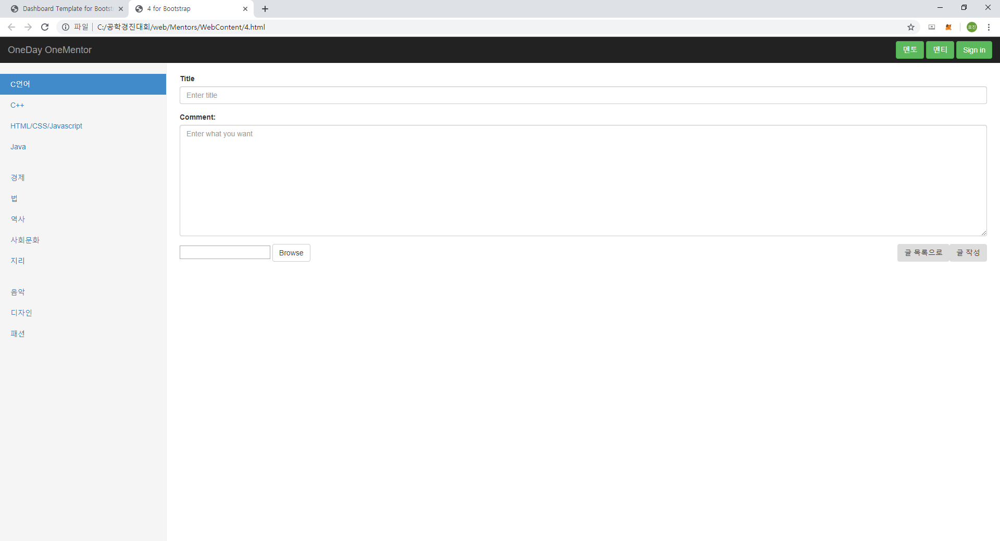 Dashboard Template for Bootst
4 for Bootstrap
파일 C:/공학경진대회/web/Mentors/WebContent/4.html
효진
OneDay OneMentor
멘토 멘티 Sign in
C언어
C++
HTML/CSS/Javascript
Java
경제
법
역사
사회문화
지리
음악
디자인
패션
Title
Enter title
Comment:
Enter what you want
Browse
글 목록으로 글 작성